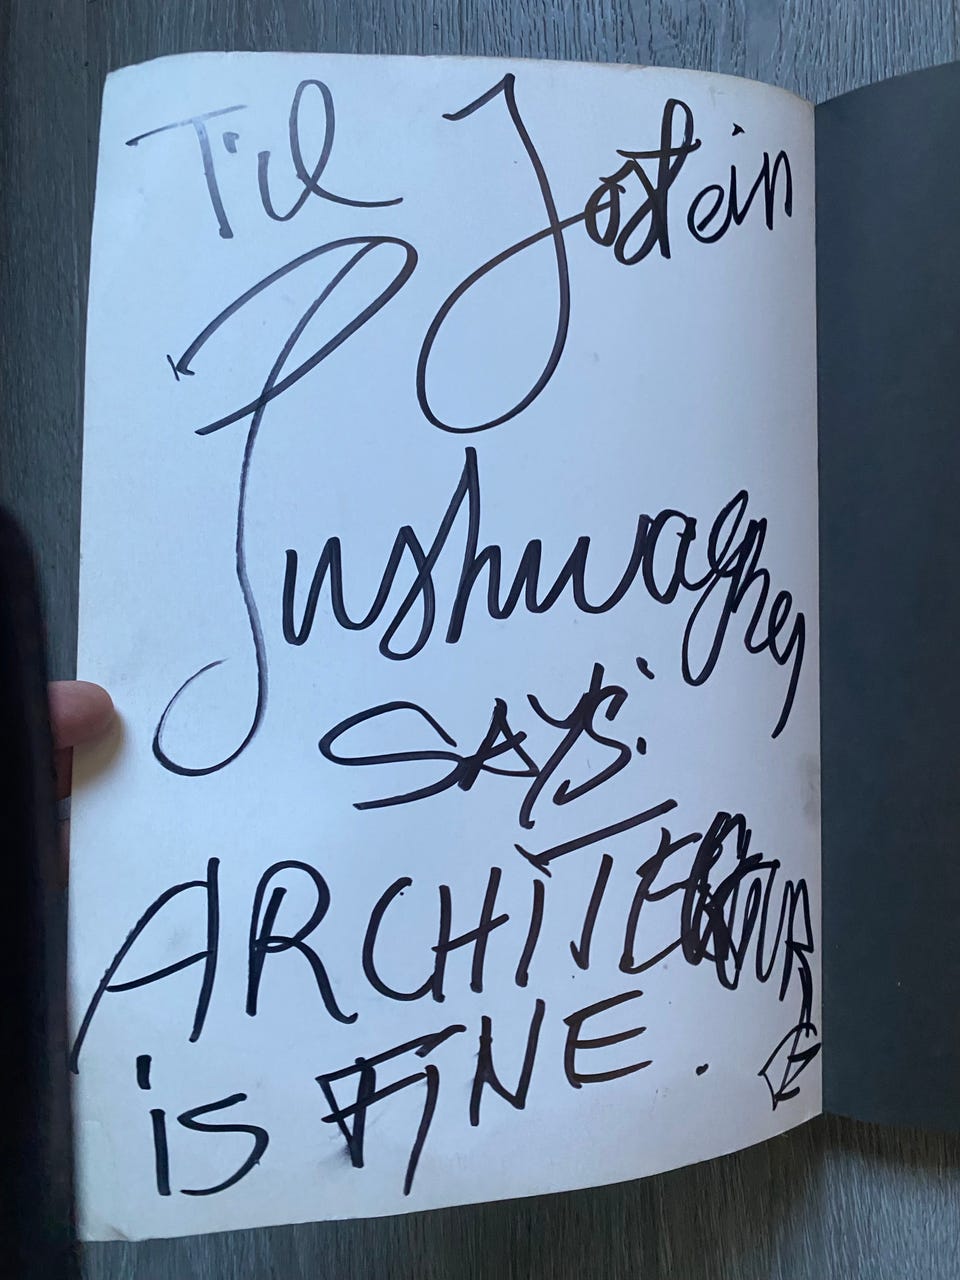 Til Jostein
Pushwagner
SAYS:
ARCHITECTURE
is FINE.